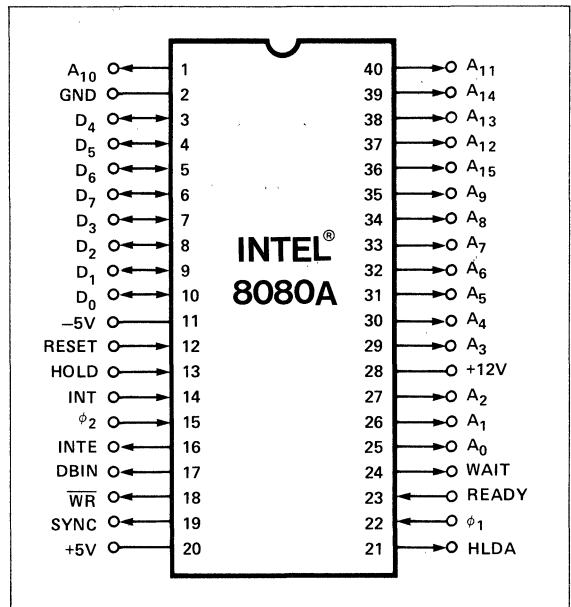 A10 1 40 A11
GND 2 39 A14
D4 3 38 A13
D5 4 37 A12
D6 5 36 A15
D7 6 35 A9
D3 7 34 A8
D2 8 33 A7
INTEL®
D1 9 32 A6
8080A
D0 10 31 A5
−5V 11 30 A4
RESET 12 29 A3
HOLD 13 28 +12V
INT 14 27 A2
ϕ2 15 26 A1
INTE 16 25 A0
DBIN 17 24 WAIT
W̅R̅ 18 23 READY
SYNC 19 22 ϕ1
+5V 20 21 HLDA